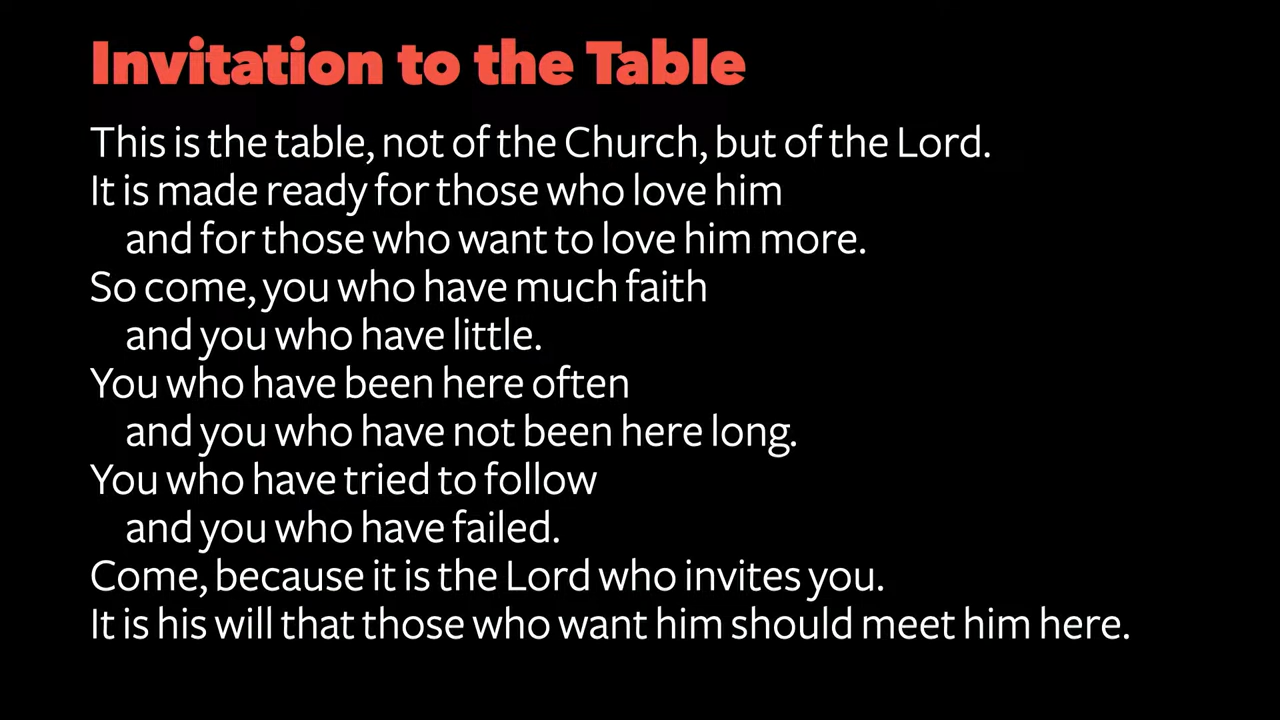 Invitation to the Table
This is the table, not of the Church, but of the Lord.
It is made ready for those who love him
and for those who want to love him more.
So come, you who have much faith
and you who have little.
You who have been here often
and you who have not been here long.
You who have tried to follow
and you who have failed.
Come, because it is the Lord who invites you.
It is his will that those who want him should meet him here.